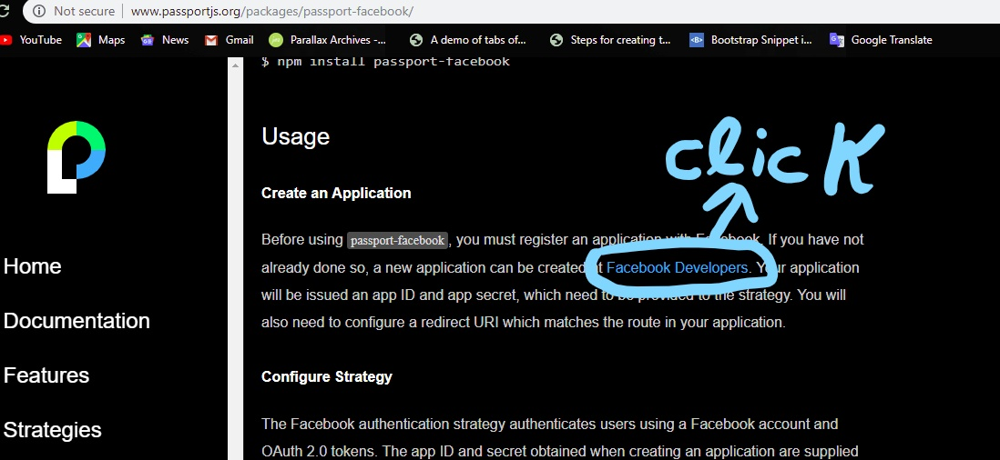 Not secure | www.passportjs.org/packages/passport-facebook/
YouTube Maps News Gmail Parallax Archives -... A demo of tabs of... Steps for creating t... Bootstrap Snippet i... Google Translate
$ npm install passport-facebook
Usage
click
Create an Application
Before using passport-facebook, you must register an application with Facebook. If you have not
already done so, a new application can be created at Facebook Developers. Your application
will be issued an app ID and app secret, which need to be provided to the strategy. You will
also need to configure a redirect URI which matches the route in your application.
Configure Strategy
The Facebook authentication strategy authenticates users using a Facebook account and
OAuth 2.0 tokens. The app ID and secret obtained when creating an application are supplied
Home
Documentation
Features
Strategies